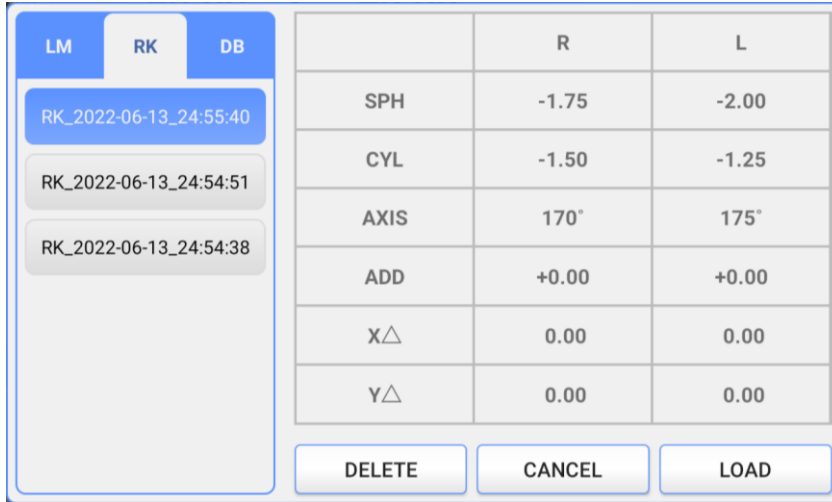 LM RK DB
RK_2022-06-13_24:55:40
RK_2022-06-13_24:54:51
RK_2022-06-13_24:54:38
R L
SPH -1.75 -2.00
CYL -1.50 -1.25
AXIS 170° 175°
ADD +0.00 +0.00
X△ 0.00 0.00
Y△ 0.00 0.00
DELETE CANCEL LOAD